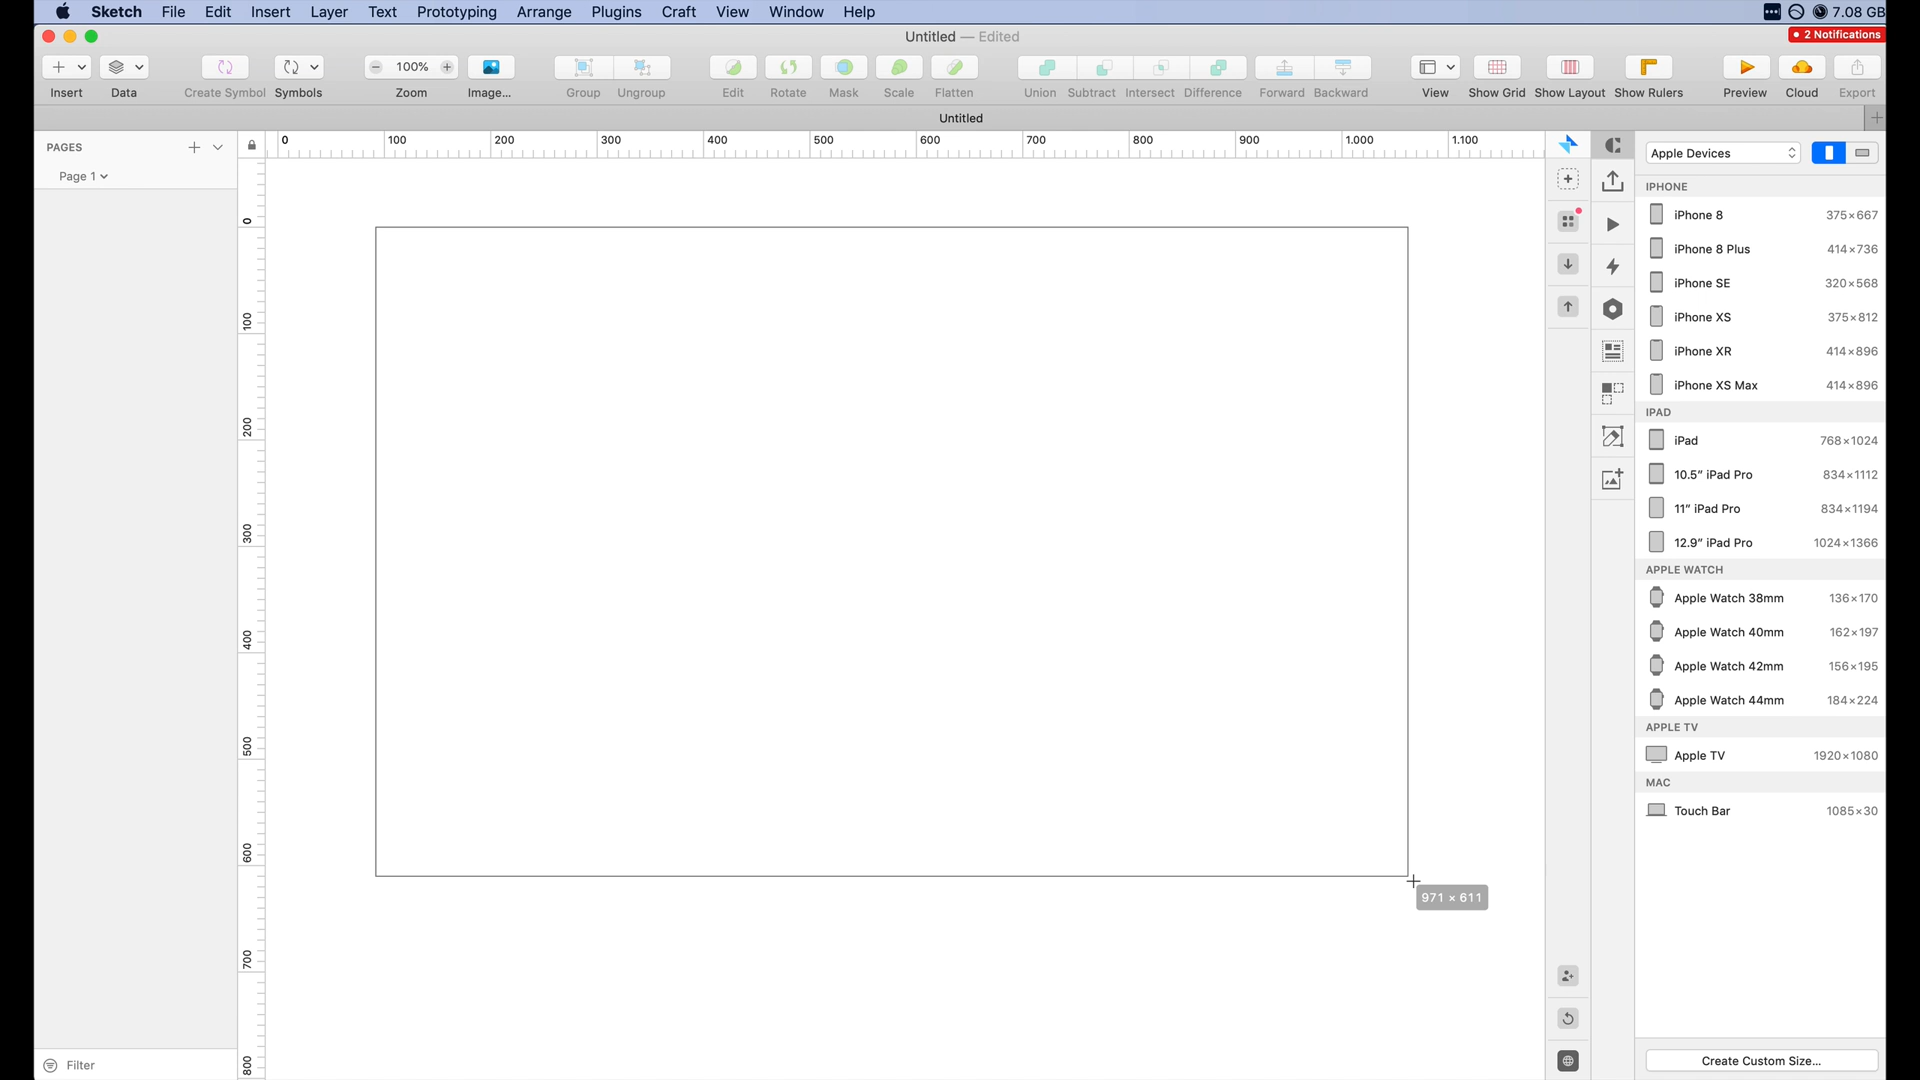 Sketch File Edit Insert Layer Text Prototyping Arrange Plugins Craft View Window Help 7.08 GB
Untitled — Edited
2 Notifications
100%
Insert Data Create Symbol Symbols Zoom Image... Group Ungroup Edit Rotate Mask Scale Flatten Union Subtract Intersect Difference Forward Backward View Show Grid Show Layout Show Rulers Preview Cloud Export
Untitled
PAGES
Page 1
0 100 200 300 400 500 600 700 800 900 1.000 1.100
0
100
200
300
400
500
600
700
800
971 × 611
Filter
Apple Devices
IPHONE
iPhone 8 375×667
iPhone 8 Plus 414×736
iPhone SE 320×568
iPhone XS 375×812
iPhone XR 414×896
iPhone XS Max 414×896
IPAD
iPad 768×1024
10.5″ iPad Pro 834×1112
11″ iPad Pro 834×1194
12.9″ iPad Pro 1024×1366
APPLE WATCH
Apple Watch 38mm 136×170
Apple Watch 40mm 162×197
Apple Watch 42mm 156×195
Apple Watch 44mm 184×224
APPLE TV
Apple TV 1920×1080
MAC
Touch Bar 1085×30
Create Custom Size...